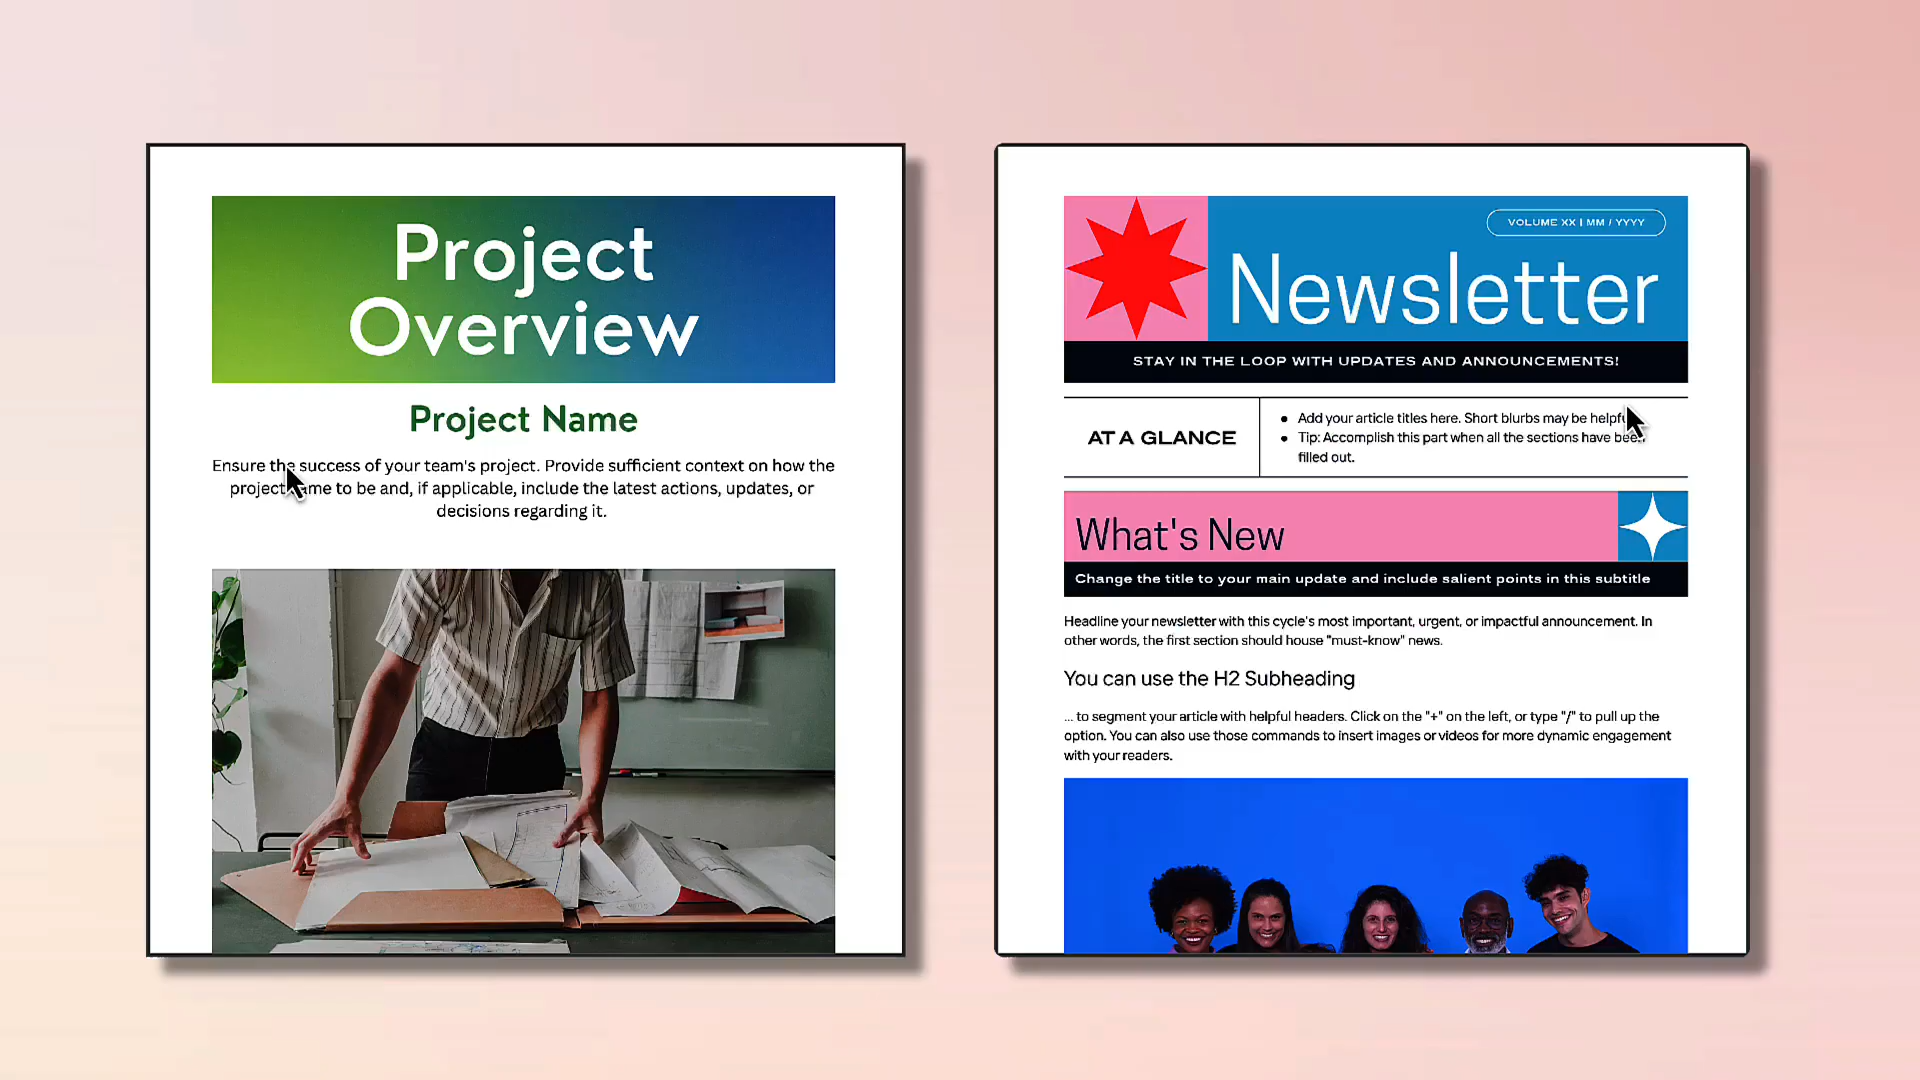 Project
Overview
Project Name
Ensure the success of your team's project. Provide sufficient context on how the
project came to be and, if applicable, include the latest actions, updates, or
decisions regarding it.
VOLUME XX | MM / YYYY
Newsletter
STAY IN THE LOOP WITH UPDATES AND ANNOUNCEMENTS!
AT A GLANCE
• Add your article titles here. Short blurbs may be helpful
• Tip: Accomplish this part when all the sections have been
filled out.
What's New
Change the title to your main update and include salient points in this subtitle
Headline your newsletter with this cycle's most important, urgent, or impactful announcement. In
other words, the first section should house "must-know" news.
You can use the H2 Subheading
... to segment your article with helpful headers. Click on the "+" on the left, or type "/" to pull up the
option. You can also use those commands to insert images or videos for more dynamic engagement
with your readers.